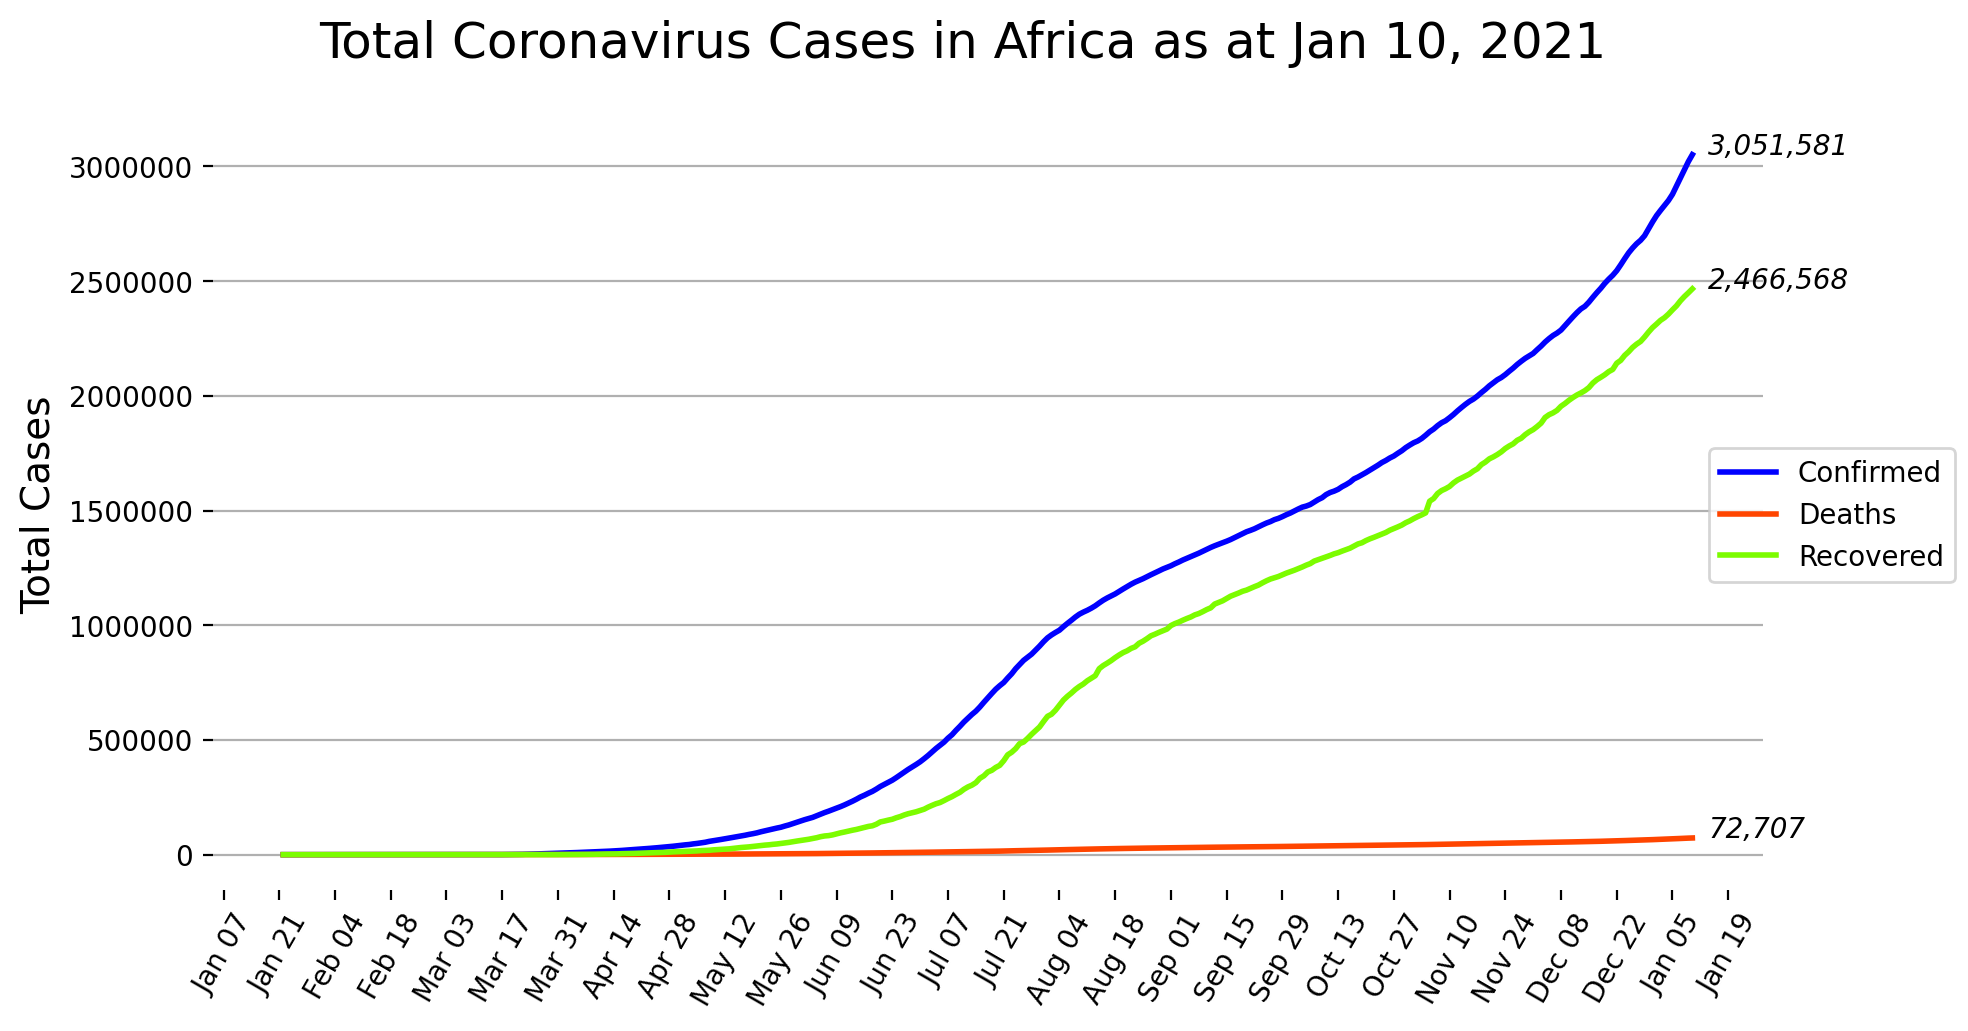 Total Coronavirus Cases in Africa as at Jan 10, 2021
Total Cases
3000000
2500000
2000000
1500000
1000000
500000
0
3,051,581
2,466,568
72,707
Confirmed
Deaths
Recovered
Jan 07
Jan 21
Feb 04
Feb 18
Mar 03
Mar 17
Mar 31
Apr 14
Apr 28
May 12
May 26
Jun 09
Jun 23
Jul 07
Jul 21
Aug 04
Aug 18
Sep 01
Sep 15
Sep 29
Oct 13
Oct 27
Nov 10
Nov 24
Dec 08
Dec 22
Jan 05
Jan 19